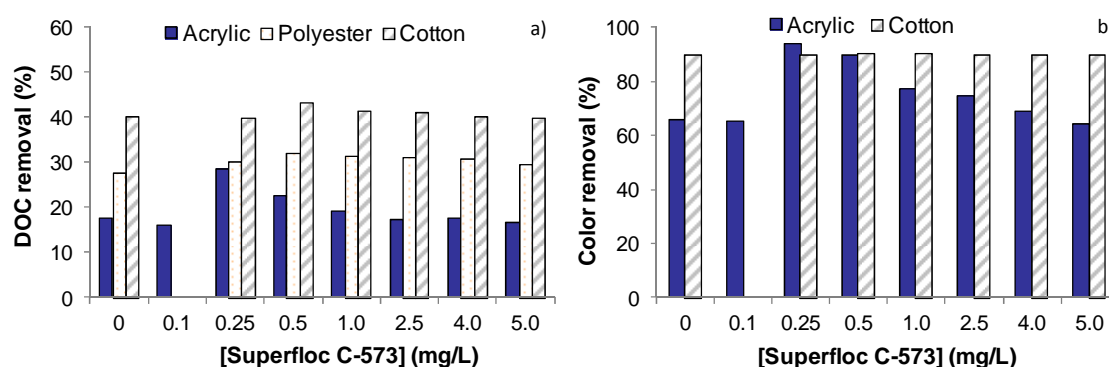 Acrylic Polyester Cotton
a)
DOC removal (%)
60
50
40
30
20
10
0
0 0.1 0.25 0.5 1.0 2.5 4.0 5.0
[Superfloc C-573] (mg/L)
Acrylic Cotton
b
Color removal (%)
100
80
60
40
20
0
0 0.1 0.25 0.5 1.0 2.5 4.0 5.0
[Superfloc C-573] (mg/L)